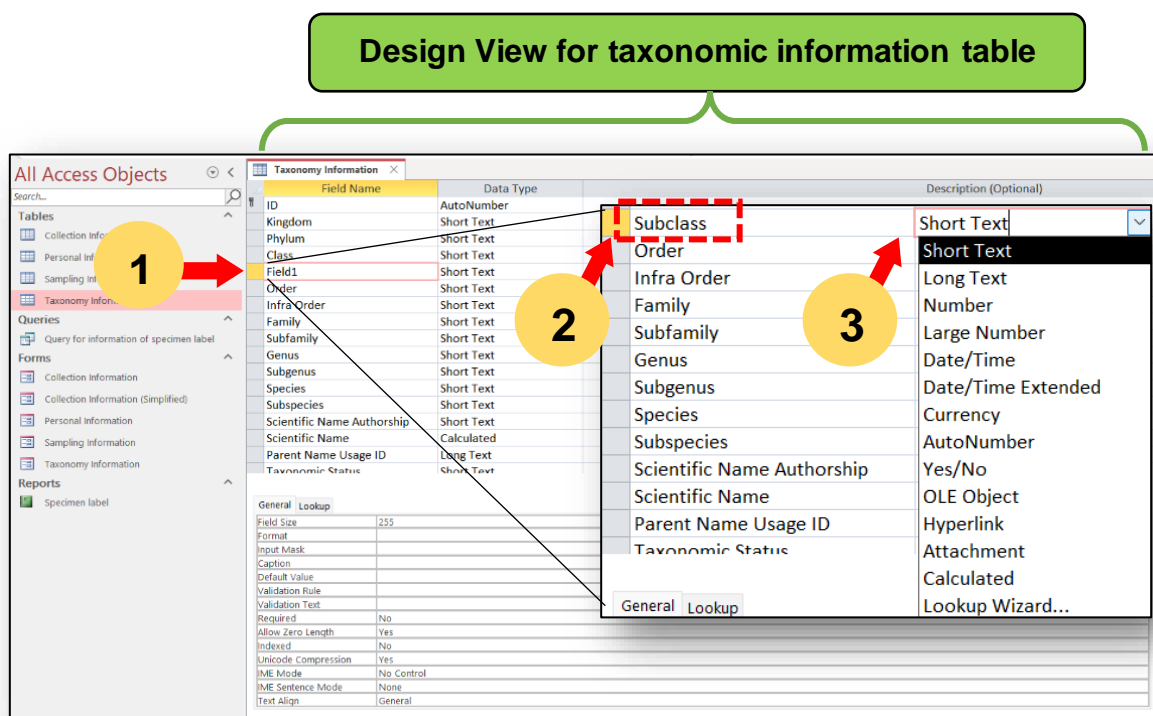 Design View for taxonomic information table
All Access Objects
Search...
Tables
Collection Info
Personal Inf
Sampling Inf
Taxonomy Inform
Queries
Query for information of specimen label
Forms
Collection Information
Collection Information (Simplified)
Personal Information
Sampling Information
Taxonomy Information
Reports
Specimen label
1
Taxonomy Information
Field Name Data Type Description (Optional)
ID AutoNumber
Kingdom Short Text
Phylum Short Text
Class Short Text
Field1 Short Text
Order Short Text
Infra Order Short Text
Family Short Text
Subfamily Short Text
Genus Short Text
Subgenus Short Text
Species Short Text
Subspecies Short Text
Scientific Name Authorship Short Text
Scientific Name Calculated
Parent Name Usage ID Long Text
Taxonomic Status Short Text
General Lookup
Field Size 255
Format
Input Mask
Caption
Default Value
Validation Rule
Validation Text
Required No
Allow Zero Length Yes
Indexed No
Unicode Compression Yes
IME Mode No Control
IME Sentence Mode None
Text Align General
2
Subclass
Order
Infra Order
Family
Subfamily
Genus
Subgenus
Species
Subspecies
Scientific Name Authorship
Scientific Name
Parent Name Usage ID
Taxonomic Status
General Lookup
3
Short Text
Short Text
Long Text
Number
Large Number
Date/Time
Date/Time Extended
Currency
AutoNumber
Yes/No
OLE Object
Hyperlink
Attachment
Calculated
Lookup Wizard...